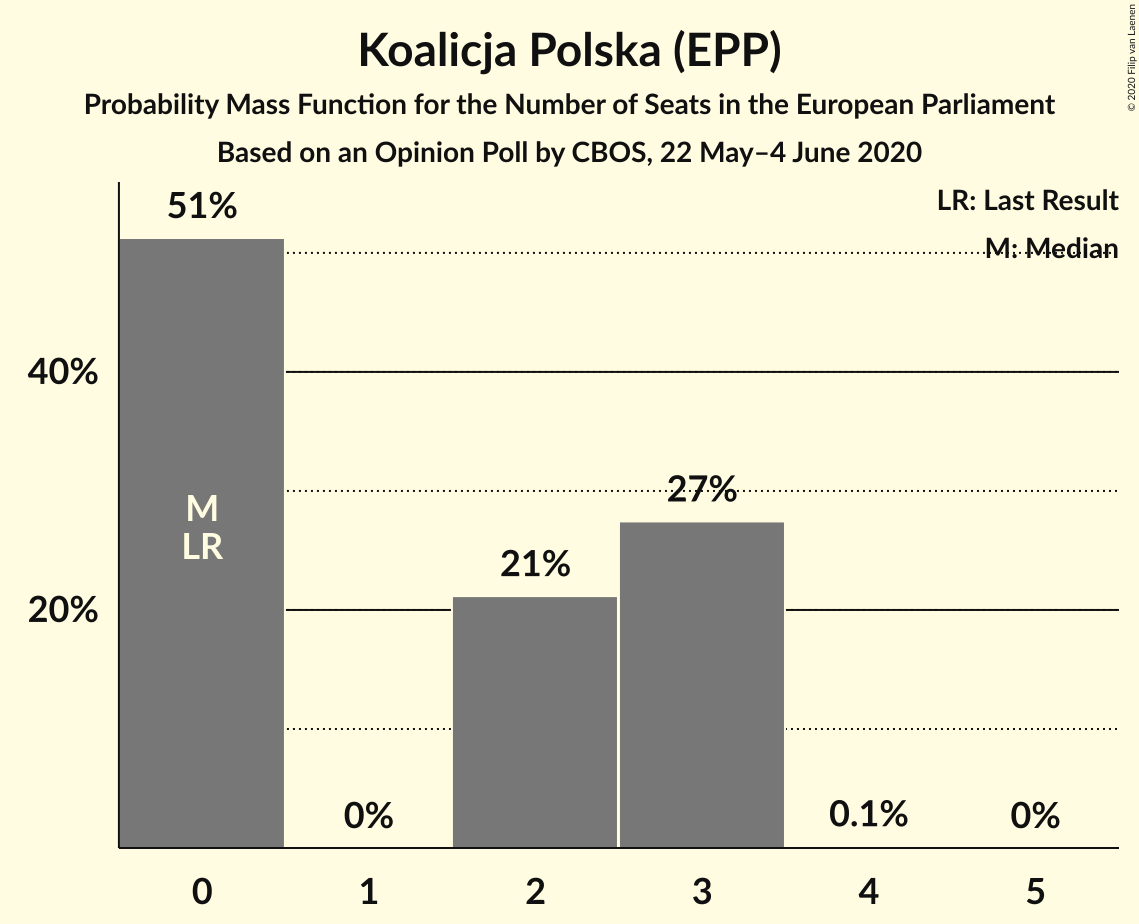 Koalicja Polska (EPP)
Probability Mass Function for the Number of Seats in the European Parliament
Based on an Opinion Poll by CBOS, 22 May–4 June 2020
© 2020 Filip van Laenen
LR: Last Result
M: Median
51%
40%
20%
M
LR
0%
21%
27%
0.1%
0%
0
1
2
3
4
5